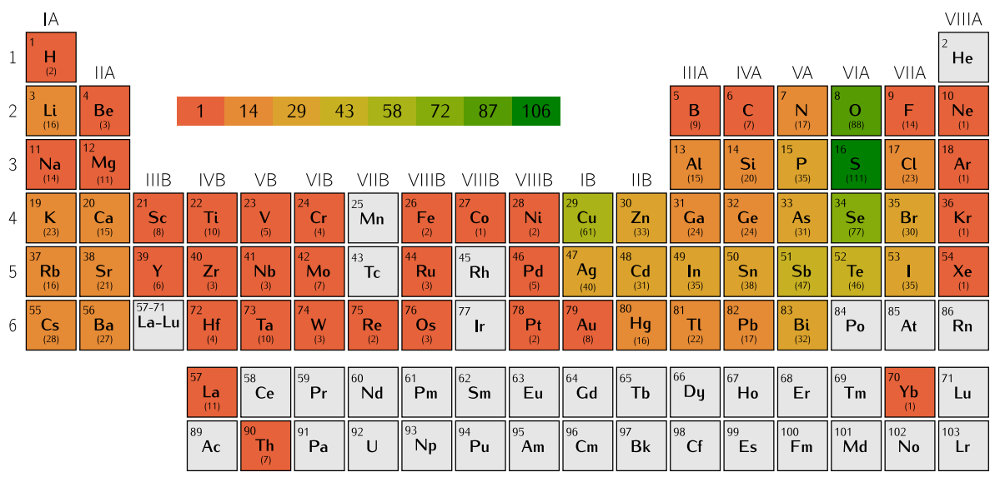 IA VIIIA
1 2
1 H He
(2)
IIA IIIA IVA VA VIA VIIA
3 4 5 6 7 8 9 10
2 Li Be 1 14 29 43 58 72 87 106 B C N O F Ne
(16) (3) (9) (7) (17) (88) (14) (1)
11 12 13 14 15 16 17 18
3 Na Mg Al Si P S Cl Ar
(14) (11) (15) (20) (35) (111) (23) (1)
IIIB IVB VB VIB VIIB VIIIB VIIIB VIIIB IB IIB
19 20 21 22 23 24 25 26 27 28 29 30 31 32 33 34 35 36
4 K Ca Sc Ti V Cr Mn Fe Co Ni Cu Zn Ga Ge As Se Br Kr
(23) (15) (8) (10) (5) (4) (2) (1) (2) (61) (33) (24) (24) (31) (77) (30) (1)
37 38 39 40 41 42 43 44 45 46 47 48 49 50 51 52 53 54
5 Rb Sr Y Zr Nb Mo Tc Ru Rh Pd Ag Cd In Sn Sb Te I Xe
(16) (21) (6) (3) (3) (7) (3) (5) (40) (31) (35) (38) (47) (46) (35) (1)
55 56 57-71 72 73 74 75 76 77 78 79 80 81 82 83 84 85 86
6 Cs Ba La-Lu Hf Ta W Re Os Ir Pt Au Hg Tl Pb Bi Po At Rn
(28) (27) (4) (10) (3) (2) (3) (2) (8) (16) (22) (17) (32)
57 58 59 60 61 62 63 64 65 66 67 68 69 70 71
La Ce Pr Nd Pm Sm Eu Gd Tb Dy Ho Er Tm Yb Lu
(11) (1)
89 90 91 92 93 94 95 96 97 98 99 100 101 102 103
Ac Th Pa U Np Pu Am Cm Bk Cf Es Fm Md No Lr
(7)